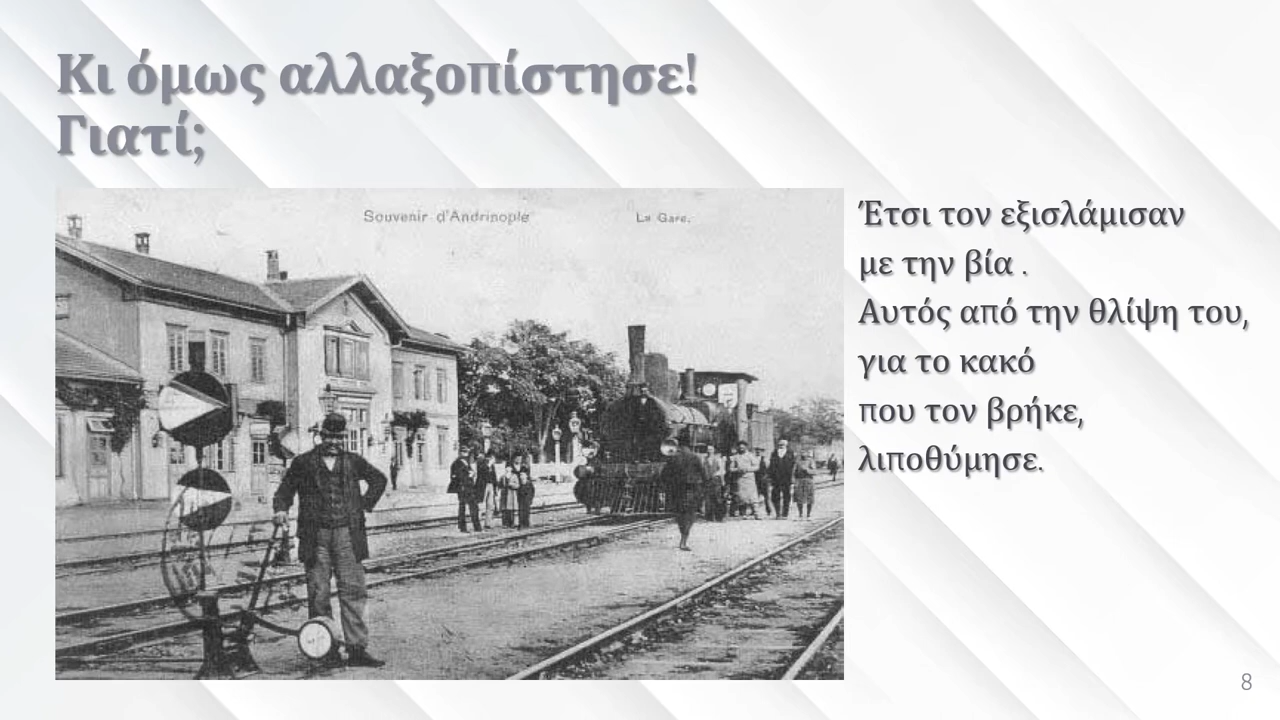 Κι όμως αλλαξοπίστησε!
Γιατί;
Souvenir d'Andrinople
La Gare.
Έτσι τον εξισλάμισαν
με την βία .
Αυτός από την θλίψη του,
για το κακό
που τον βρήκε,
λιποθύμησε.
8